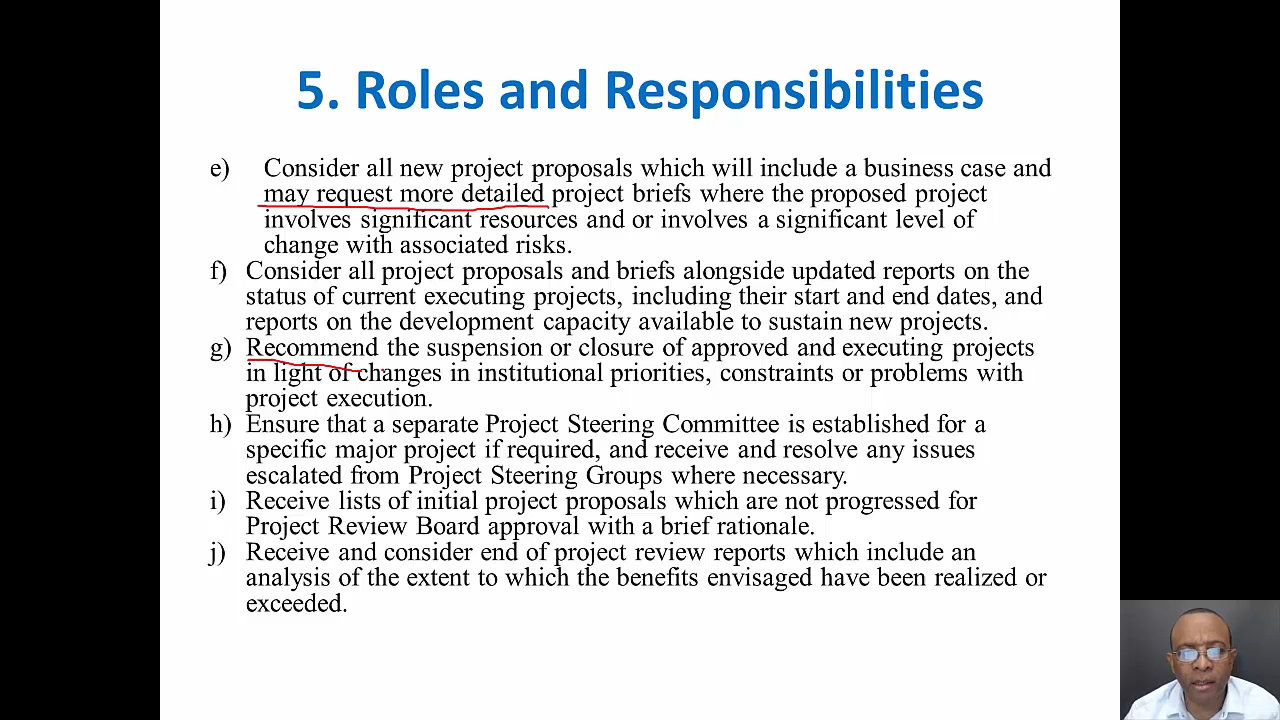 5. Roles and Responsibilities
e) Consider all new project proposals which will include a business case and
may request more detailed project briefs where the proposed project
involves significant resources and or involves a significant level of
change with associated risks.
f) Consider all project proposals and briefs alongside updated reports on the
status of current executing projects, including their start and end dates, and
reports on the development capacity available to sustain new projects.
g) Recommend the suspension or closure of approved and executing projects
in light of changes in institutional priorities, constraints or problems with
project execution.
h) Ensure that a separate Project Steering Committee is established for a
specific major project if required, and receive and resolve any issues
escalated from Project Steering Groups where necessary.
i) Receive lists of initial project proposals which are not progressed for
Project Review Board approval with a brief rationale.
j) Receive and consider end of project review reports which include an
analysis of the extent to which the benefits envisaged have been realized or
exceeded.